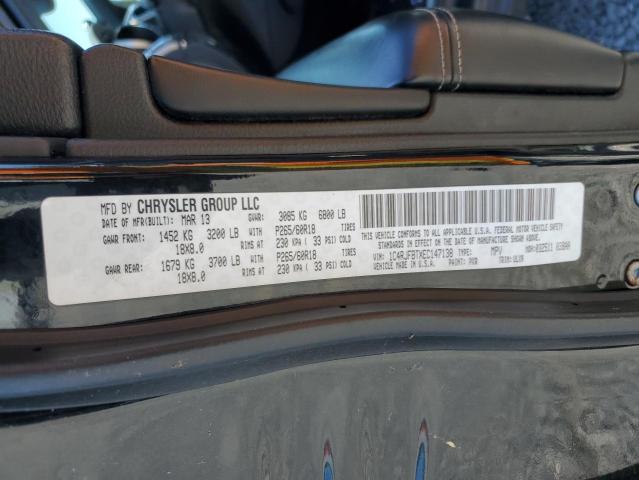 MFD BY CHRYSLER GROUP LLC
DATE OF MFR(BUILT): MAR 13 GVWR: 3085 KG 6800 LB
GAWR FRONT: 1452 KG 3200 LB WITH P265/60R18 TIRES
18X8.0 RIMS AT 230 KPA ( 33 PSI) COLD
GAWR REAR: 1679 KG 3700 LB WITH P265/60R18 TIRES
18X8.0 RIMS AT 230 KPA ( 33 PSI) COLD
THIS VEHICLE CONFORMS TO ALL APPLICABLE U.S.A. FEDERAL MOTOR VEHICLE SAFETY
STANDARDS IN EFFECT ON THE DATE OF MANUFACTURE SHOWN ABOVE.
VIN: TYPE: MPV
VEHICLE MADE IN U.S.A. PAINT: TRIM: